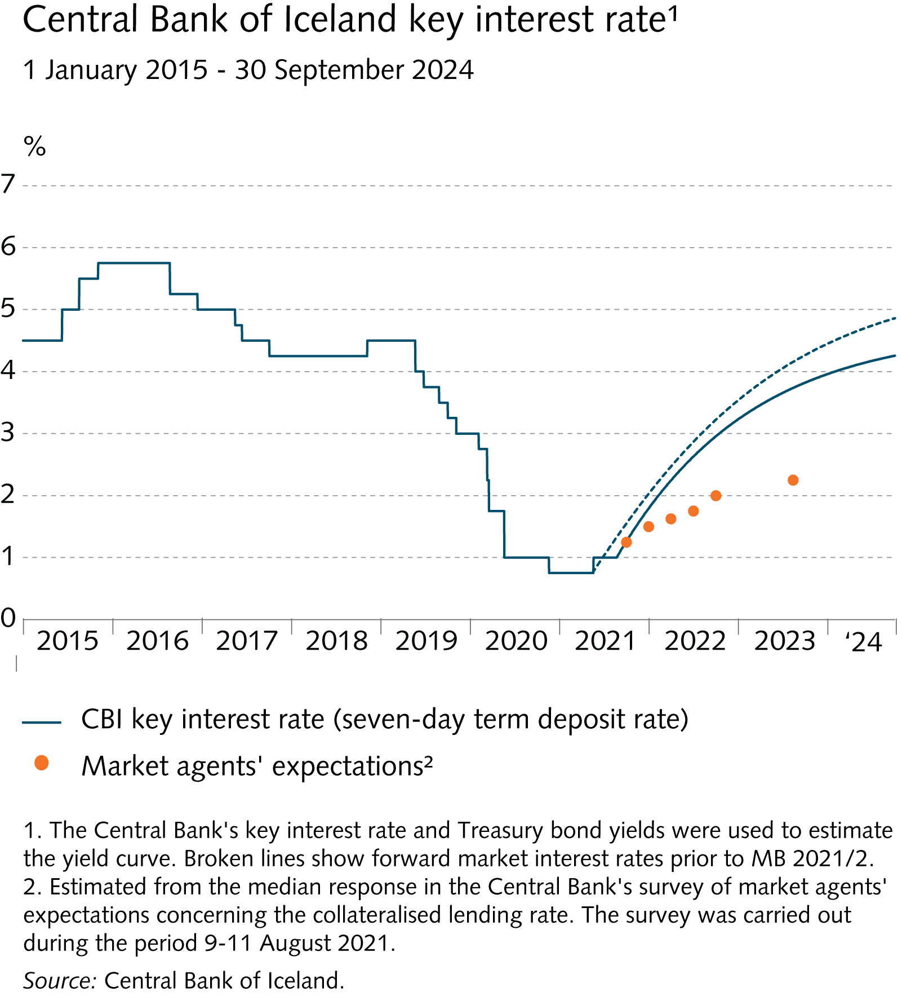 Central Bank of Iceland key interest rate¹
1 January 2015 - 30 September 2024
%
7
6
5
4
3
2
1
0
2015 2016 2017 2018 2019 2020 2021 2022 2023 ‘24
CBI key interest rate (seven-day term deposit rate)
Market agents' expectations²
1. The Central Bank's key interest rate and Treasury bond yields were used to estimate
the yield curve. Broken lines show forward market interest rates prior to MB 2021/2.
2. Estimated from the median response in the Central Bank's survey of market agents'
expectations concerning the collateralised lending rate. The survey was carried out
during the period 9-11 August 2021.
Source: Central Bank of Iceland.